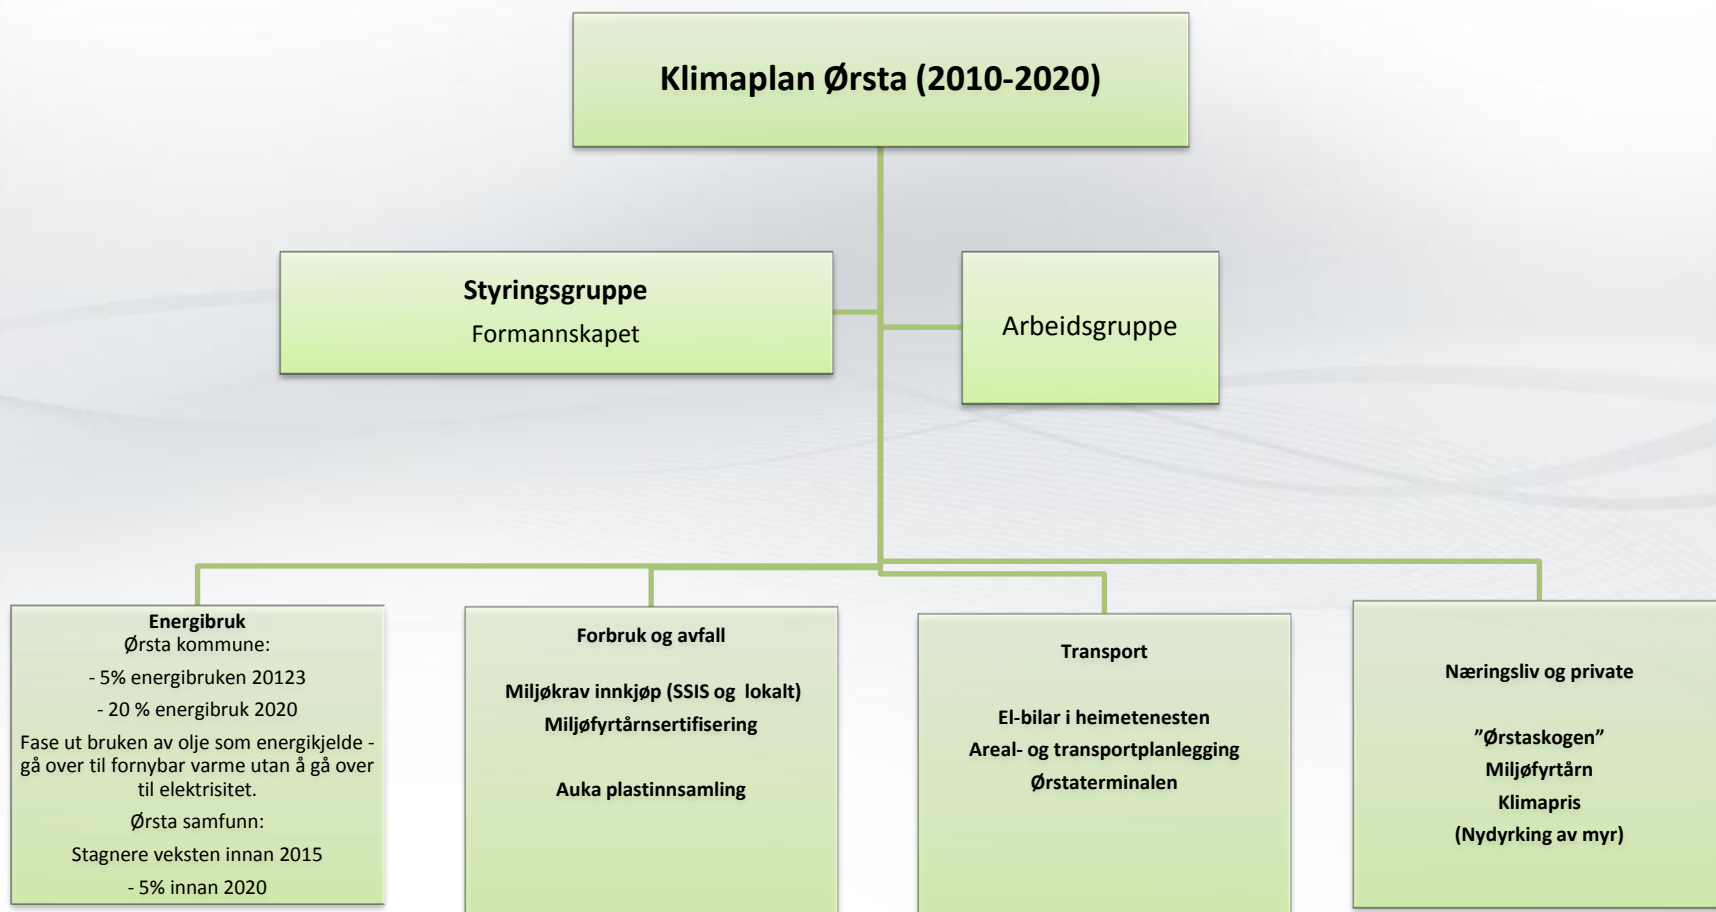 Klimaplan Ørsta (2010-2020)
Styringsgruppe
Formannskapet
Arbeidsgruppe
Energibruk
Ørsta kommune:
- 5% energibruken 20123
- 20 % energibruk 2020
Fase ut bruken av olje som energikjelde -
gå over til fornybar varme utan å gå over
til elektrisitet.
Ørsta samfunn:
Stagnere veksten innan 2015
- 5% innan 2020
Forbruk og avfall
Miljøkrav innkjøp (SSIS og lokalt)
Miljøfyrtårnsertifisering
Auka plastinnsamling
Transport
El-bilar i heimetenesten
Areal- og transportplanlegging
Ørstaterminalen
Næringsliv og private
”Ørstaskogen”
Miljøfyrtårn
Klimapris
(Nydyrking av myr)